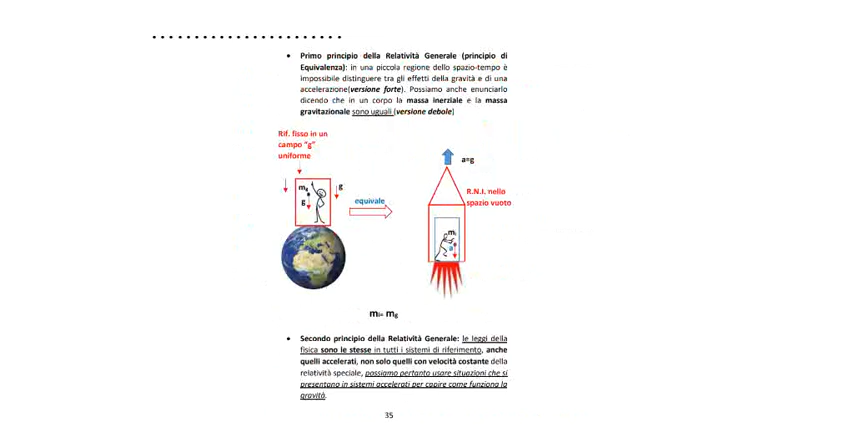 • Primo principio della Relatività Generale (principio di
Equivalenza): in una piccola regione dello spazio-tempo è
impossibile distinguere tra gli effetti della gravità e di una
accelerazione(versione forte). Possiamo anche enunciarlo
dicendo che in un corpo la massa inerziale e la massa
gravitazionale sono uguali (versione debole)
Rif. fisso in un
campo "g"
uniforme
a=g
mg
g
g
equivale
R.N.I. nello
spazio vuoto
mi
a
mi= mg
• Secondo principio della Relatività Generale: le leggi della
fisica sono le stesse in tutti i sistemi di riferimento, anche
quelli accelerati, non solo quelli con velocità costante della
relatività speciale, possiamo pertanto usare situazioni che si
presentano in sistemi accelerati per capire come funziona la
gravità.
35